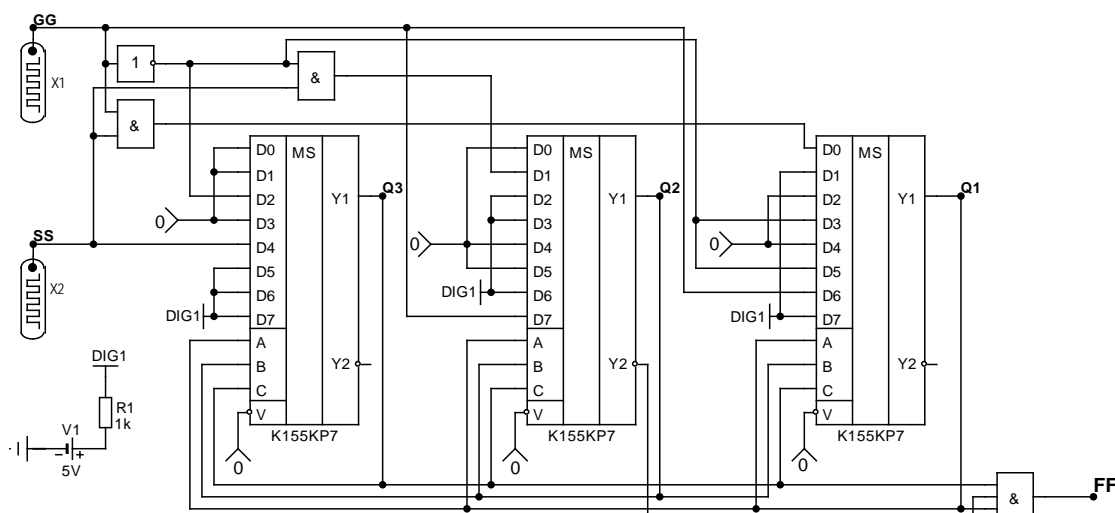 GG
X1
1
&
&
SS
X2
D0
D1
D2
D3
D4
D5
D6
D7
A
B
C
V
MS
Y1
Y2
K155KP7
Q3
0
DIG1
0
D0
D1
D2
D3
D4
D5
D6
D7
A
B
C
V
MS
Y1
Y2
K155KP7
Q2
0
DIG1
0
D0
D1
D2
D3
D4
D5
D6
D7
A
B
C
V
MS
Y1
Y2
K155KP7
Q1
0
DIG1
0
DIG1
R1
1k
V1
− +
5V
&
FF